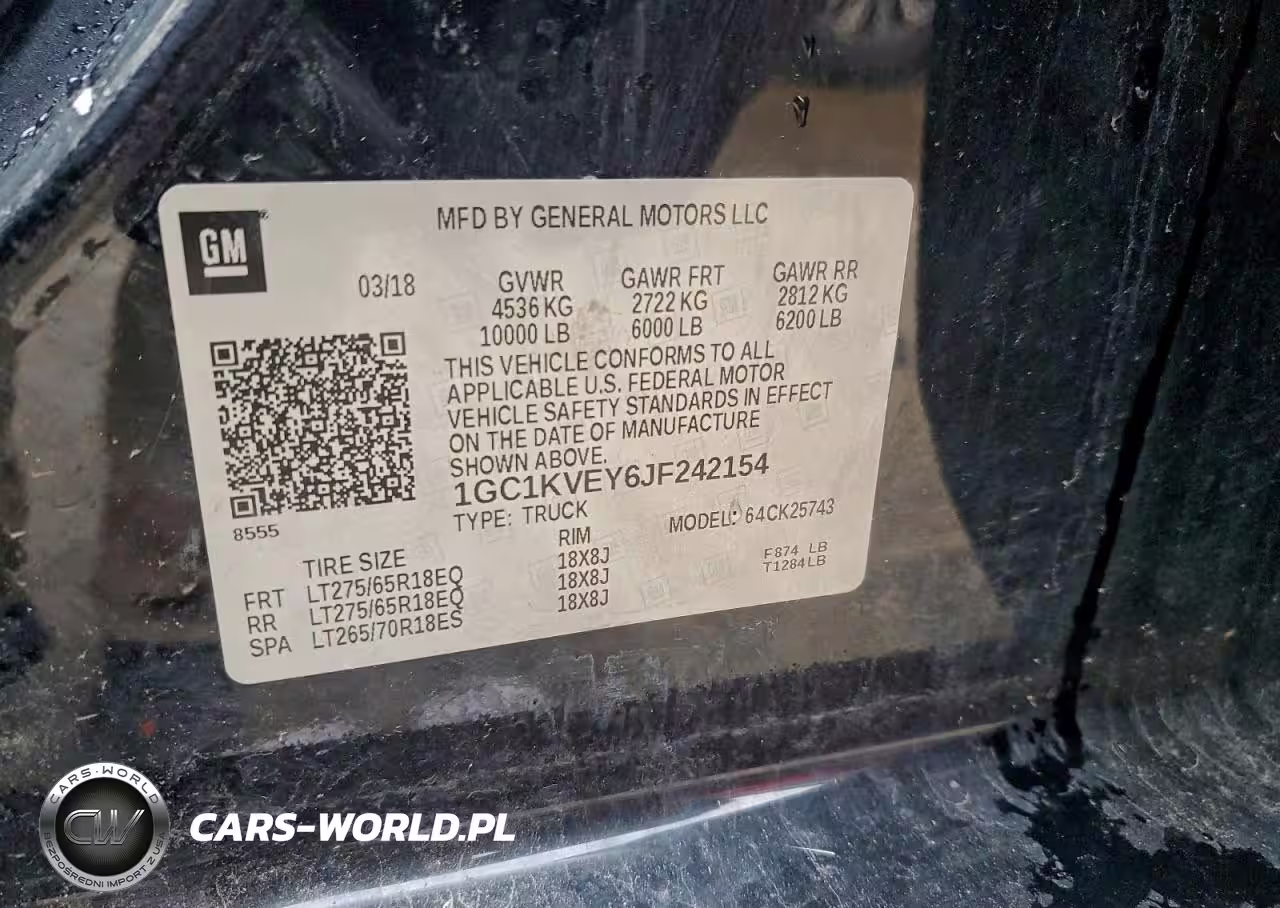 GM
MFD BY GENERAL MOTORS LLC
03/18
GVWR
4536 KG
10000 LB
GAWR FRT
2722 KG
6000 LB
GAWR RR
2812 KG
6200 LB
THIS VEHICLE CONFORMS TO ALL
APPLICABLE U.S. FEDERAL MOTOR
VEHICLE SAFETY STANDARDS IN EFFECT
ON THE DATE OF MANUFACTURE
SHOWN ABOVE.
1GC1KVEY6JF242154
8555
TYPE: TRUCK
MODEL: 64CK25743
TIRE SIZE RIM
FRT LT275/65R18EQ 18X8J
RR LT275/65R18EQ 18X8J
SPA LT265/70R18ES 18X8J
F874 LB
T1284LB
CARS-WORLD
CW
BEZPOŚREDNI IMPORT Z USA
CARS-WORLD.PL